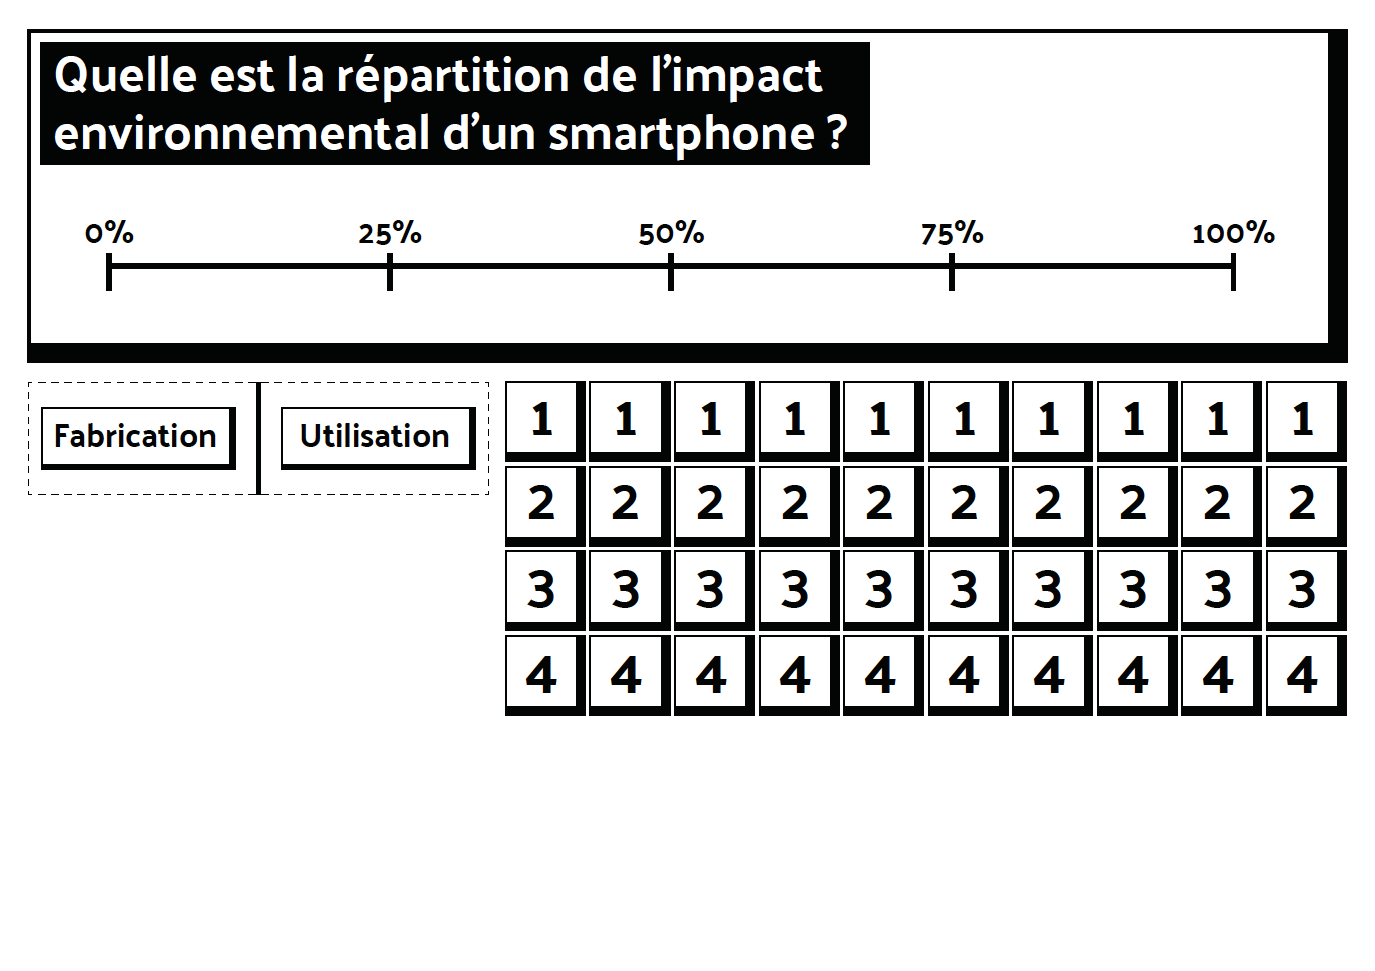 Quelle est la répartition de l’impact
environnemental d’un smartphone ?
0% 25% 50% 75% 100%
Fabrication Utilisation
1 1 1 1 1 1 1 1 1 1
2 2 2 2 2 2 2 2 2 2
3 3 3 3 3 3 3 3 3 3
4 4 4 4 4 4 4 4 4 4